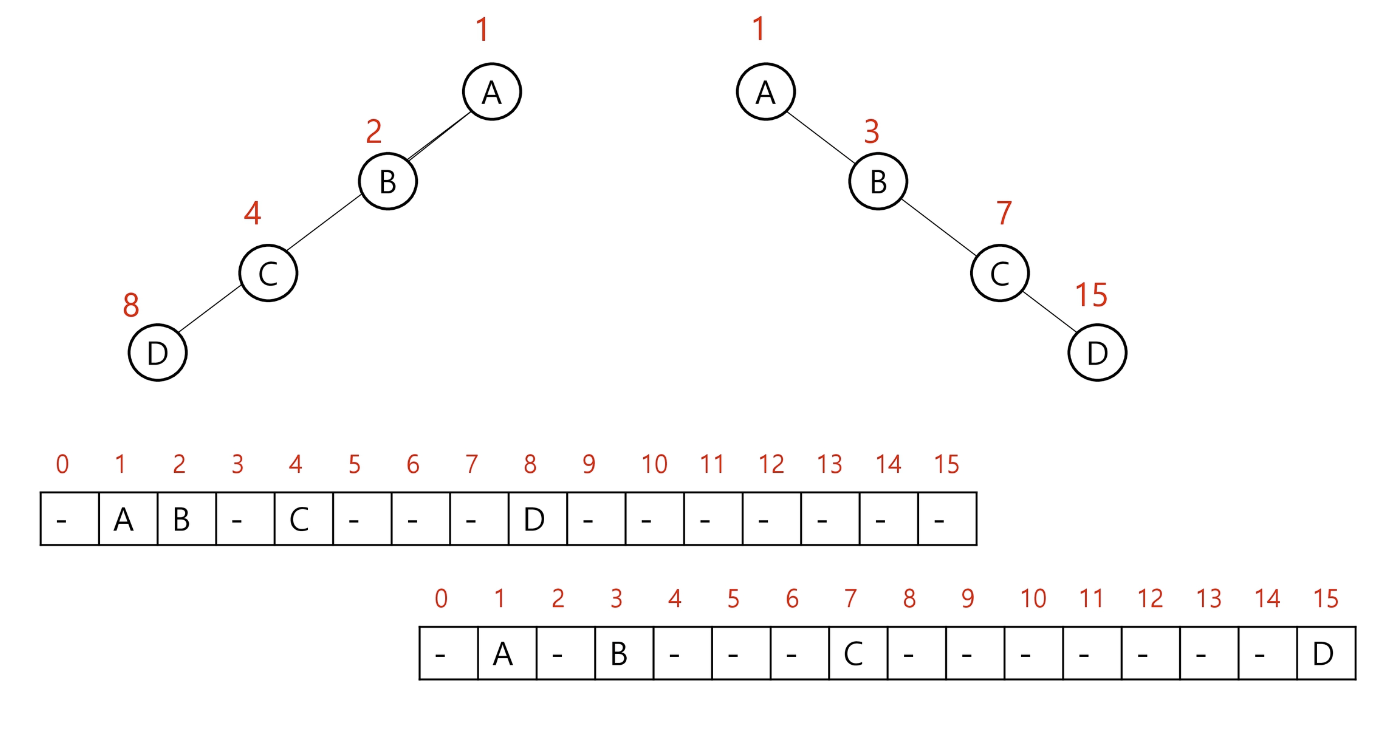 1 1
A A
2 3
B B
4 7
C C
8 15
D D
0 1 2 3 4 5 6 7 8 9 10 11 12 13 14 15
- A B - C - - - D - - - - - - -
0 1 2 3 4 5 6 7 8 9 10 11 12 13 14 15
- A - B - - - C - - - - - - - D